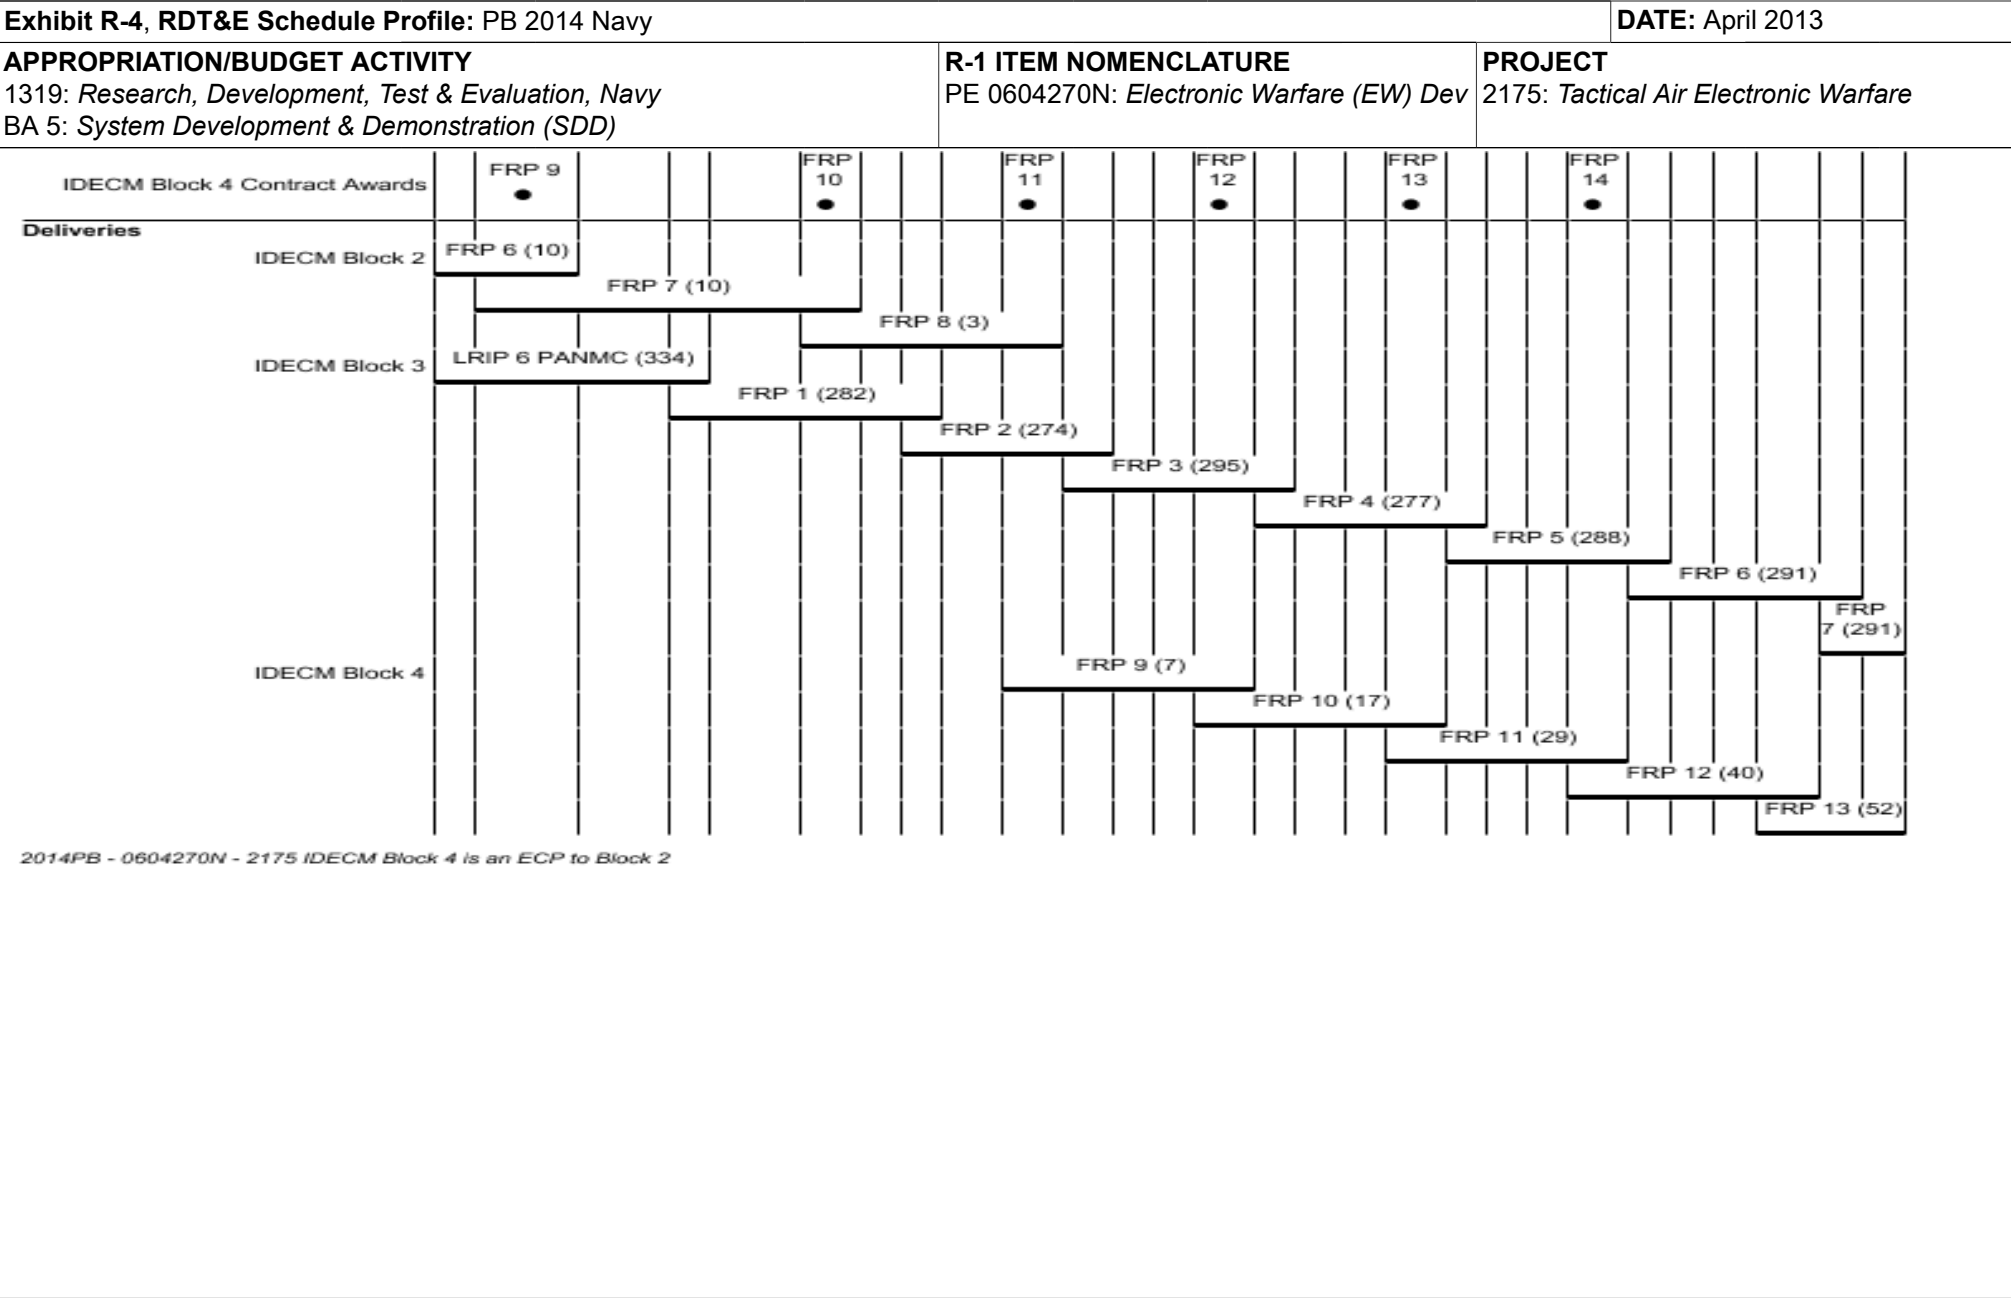 Exhibit R-4, RDT&E Schedule Profile: PB 2014 Navy
DATE: April 2013
APPROPRIATION/BUDGET ACTIVITY
1319: Research, Development, Test & Evaluation, Navy
BA 5: System Development & Demonstration (SDD)
R-1 ITEM NOMENCLATURE
PE 0604270N: Electronic Warfare (EW) Dev
PROJECT
2175: Tactical Air Electronic Warfare
IDECM Block 4 Contract Awards
FRP 9
FRP
10
FRP
11
FRP
12
FRP
13
FRP
14
Deliveries
IDECM Block 2
FRP 6 (10)
FRP 7 (10)
FRP 8 (3)
IDECM Block 3
LRIP 6 PANMC (334)
FRP 1 (282)
FRP 2 (274)
FRP 3 (295)
FRP 4 (277)
FRP 5 (288)
FRP 6 (291)
FRP
7 (291)
IDECM Block 4
FRP 9 (7)
FRP 10 (17)
FRP 11 (29)
FRP 12 (40)
FRP 13 (52)
2014PB - 0604270N - 2175 IDECM Block 4 is an ECP to Block 2